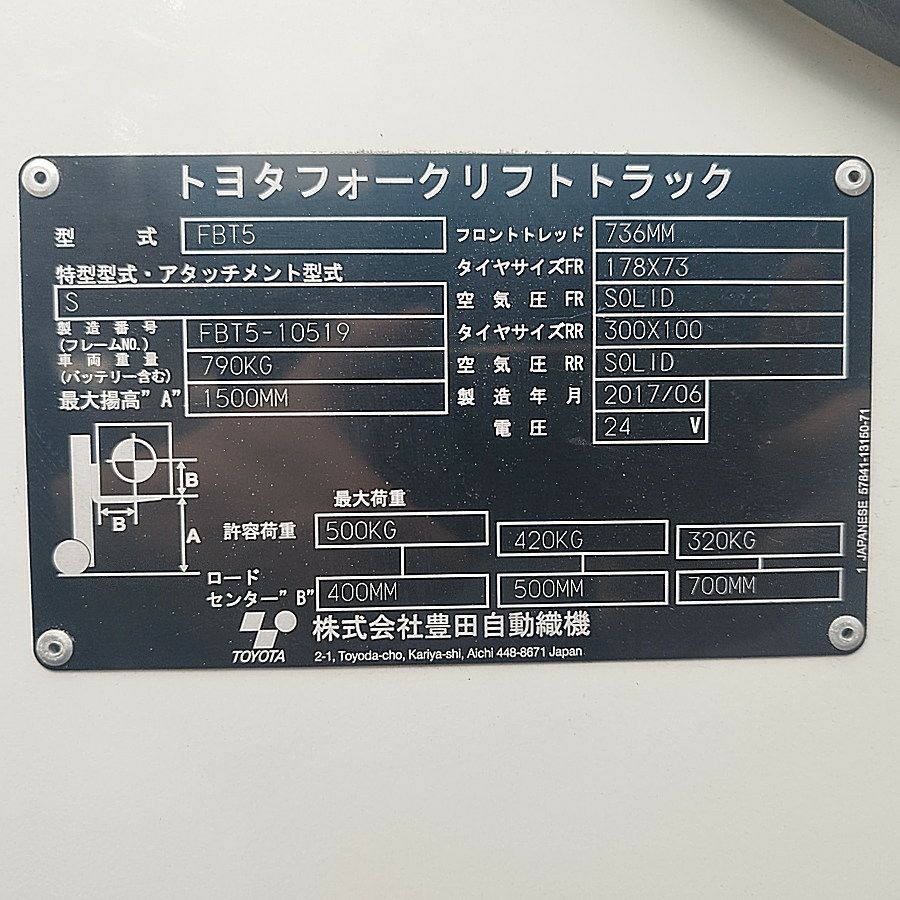 トヨタフォークリフトトラック
型 式 FBT5
特型型式・アタッチメント型式
S
製造番号 (フレームNO.) FBT5-10519
車両重量 (バッテリー含む) 790KG
最大揚高"A" 1500MM
フロントトレッド 736MM
タイヤサイズFR 178X73
空気圧 FR SOLID
タイヤサイズRR 300X100
空気圧 RR SOLID
製造年月 2017/06
電圧 24 V
B
B
A
最大荷重
許容荷重 500KG 420KG 320KG
ロード
センター"B" 400MM 500MM 700MM
TOYOTA 株式会社豊田自動織機
2-1, Toyoda-cho, Kariya-shi, Aichi 448-8671 Japan
1 JAPANESE 57841-13160-71